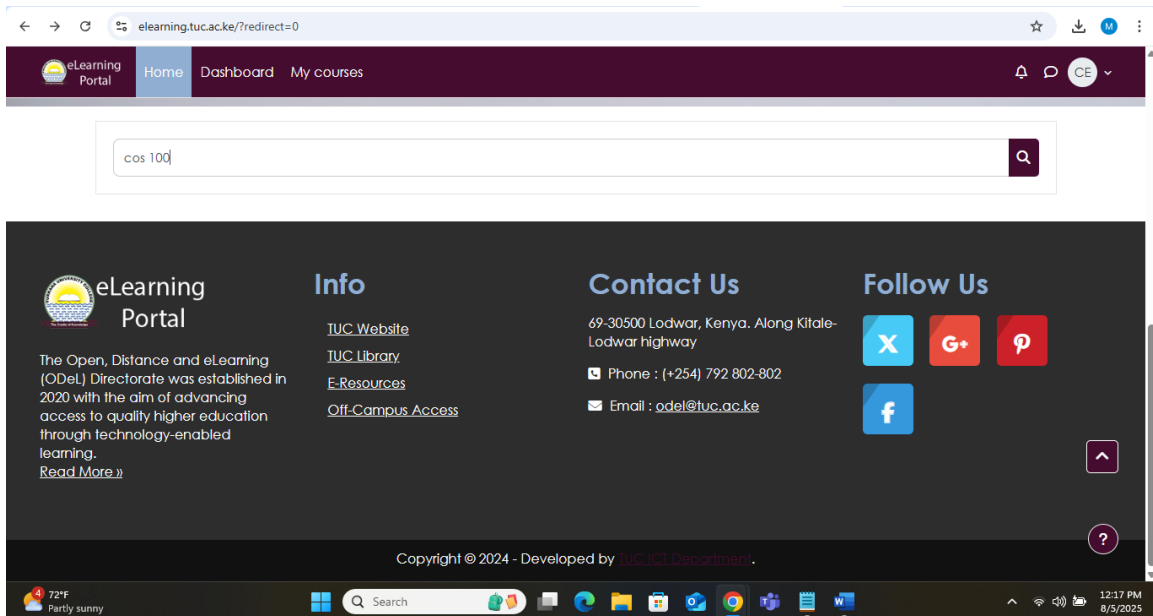 elearning.tuc.ac.ke/?redirect=0
M
eLearning
Portal
Home
Dashboard
My courses
CE
cos 100
eLearning
Portal
The Open, Distance and eLearning
(ODeL) Directorate was established in
2020 with the aim of advancing
access to quality higher education
through technology-enabled
learning.
Read More »
Info
TUC Website
TUC Library
E-Resources
Off-Campus Access
Contact Us
69-30500 Lodwar, Kenya. Along Kitale-
Lodwar highway
Phone : (+254) 792 802-802
Email : odel@tuc.ac.ke
Follow Us
X
G+
?
Copyright © 2024 - Developed by TUC ICT Department.
4
72°F
Partly sunny
Search
12:17 PM
8/5/2025